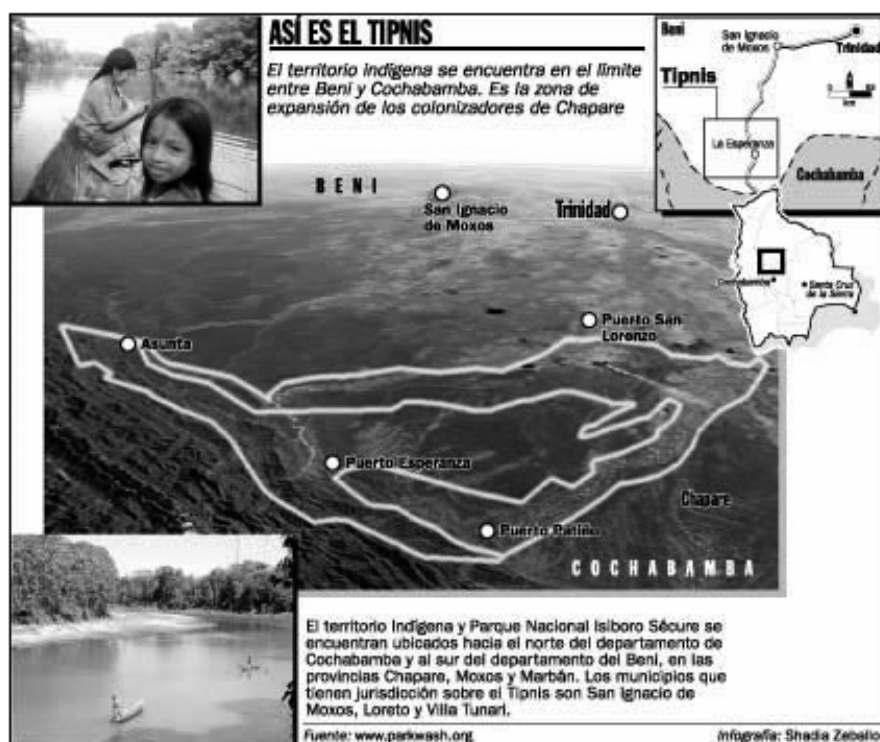 ASÍ ES EL TIPNIS
El territorio indígena se encuentra en el límite
entre Beni y Cochabamba. Es la zona de
expansión de los colonizadores de Chapare
Beni
San Ignacio
de Moxos
Trinidad
Tipnis
km
La Esperanza
Cochabamba
Cochabamba
Santa Cruz
de la Sierra
BENI
San Ignacio
de Moxos
Trinidad
Puerto San
Lorenzo
Asunta
Puerto Esperanza
Chapare
Puerto Patiño
COCHABAMBA
El territorio Indígena y Parque Nacional Isiboro Sécure se
encuentran ubicados hacia el norte del departamento de
Cochabamba y al sur del departamento del Beni, en las
provincias Chapare, Moxos y Marbán. Los municipios que
tienen jurisdicción sobre el Tipnis son San Ignacio de
Moxos, Loreto y Villa Tunari.
Fuente: www.parkwash.org
Infografía: Shadia Zeballo